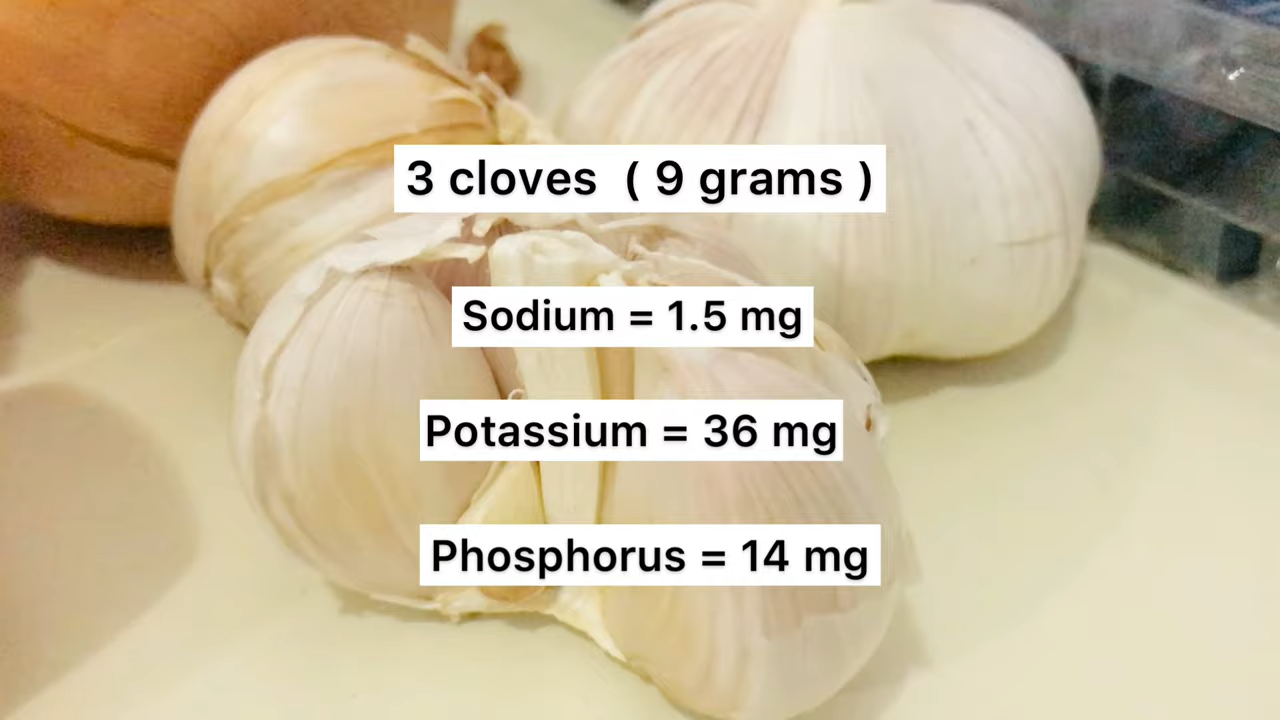 3 cloves ( 9 grams )
Sodium = 1.5 mg
Potassium = 36 mg
Phosphorus = 14 mg